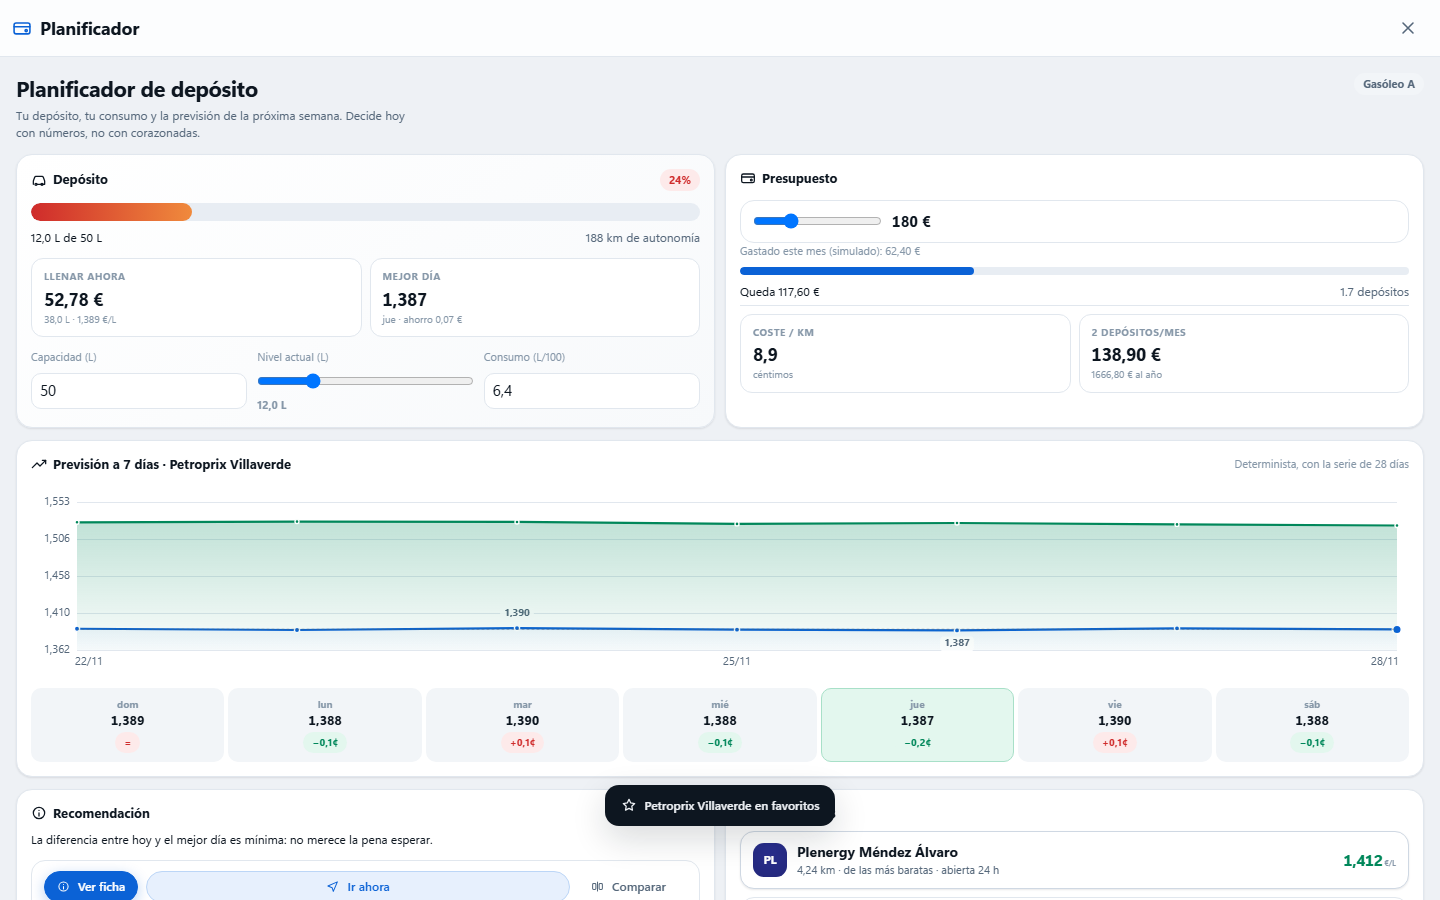 Planificador
Planificador de depósito
Gasóleo A
Tu depósito, tu consumo y la previsión de la próxima semana. Decide hoy
con números, no con corazonadas.
Depósito
24%
12,0 L de 50 L
188 km de autonomía
LLENAR AHORA
52,78 €
38,0 L · 1,389 €/L
MEJOR DÍA
1,387
jue · ahorro 0,07 €
Capacidad (L)
50
Nivel actual (L)
12,0 L
Consumo (L/100)
6,4
Presupuesto
180 €
Gastado este mes (simulado): 62,40 €
Queda 117,60 €
1.7 depósitos
COSTE / KM
8,9
céntimos
2 DEPÓSITOS/MES
138,90 €
1666,80 € al año
Previsión a 7 días · Petroprix Villaverde
Determinista, con la serie de 28 días
1,553
1,506
1,458
1,410
1,362
1,390
1,387
22/11
25/11
28/11
dom
1,389
=
lun
1,388
−0,1¢
mar
1,390
+0,1¢
mié
1,388
−0,1¢
jue
1,387
−0,2¢
vie
1,390
+0,1¢
sáb
1,388
−0,1¢
Petroprix Villaverde en favoritos
Recomendación
La diferencia entre hoy y el mejor día es mínima: no merece la pena esperar.
Ver ficha
Ir ahora
Comparar
PL
Plenergy Méndez Álvaro
4,24 km · de las más baratas · abierta 24 h
1,412 €/L